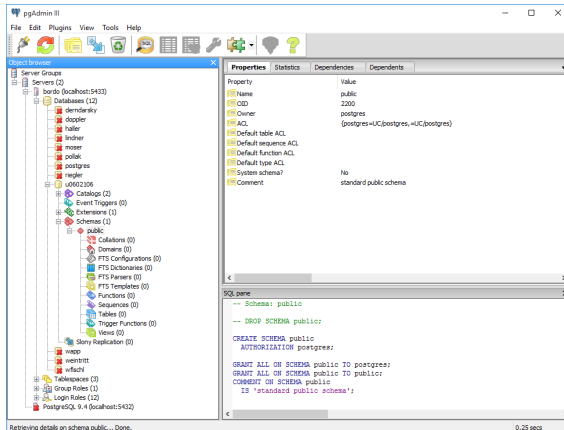 pgAdmin III
File Edit Plugins View Tools Help
Object browser
Server Groups
Servers (2)
bordo (localhost:5433)
Databases (12)
derndarsky
doppler
haller
lindner
moser
pollak
postgres
riegler
u0602106
Catalogs (2)
Event Triggers (0)
Extensions (1)
Schemas (1)
public
Collations (0)
Domains (0)
FTS Configurations (0)
FTS Dictionaries (0)
FTS Parsers (0)
FTS Templates (0)
Functions (0)
Sequences (0)
Tables (0)
Trigger Functions (0)
Views (0)
Slony Replication (0)
wapp
weintritt
wfischl
Tablespaces (3)
Group Roles (1)
Login Roles (12)
PostgreSQL 9.4 (localhost:5432)
Properties Statistics Dependencies Dependents
Property Value
Name public
OID 2200
Owner postgres
ACL {postgres=UC/postgres,=UC/postgres}
Default table ACL
Default sequence ACL
Default function ACL
Default type ACL
System schema? No
Comment standard public schema
SQL pane
-- Schema: public
-- DROP SCHEMA public;
CREATE SCHEMA public
AUTHORIZATION postgres;
GRANT ALL ON SCHEMA public TO postgres;
GRANT ALL ON SCHEMA public TO public;
COMMENT ON SCHEMA public
IS 'standard public schema';
Retrieving details on schema public... Done. 0.25 secs